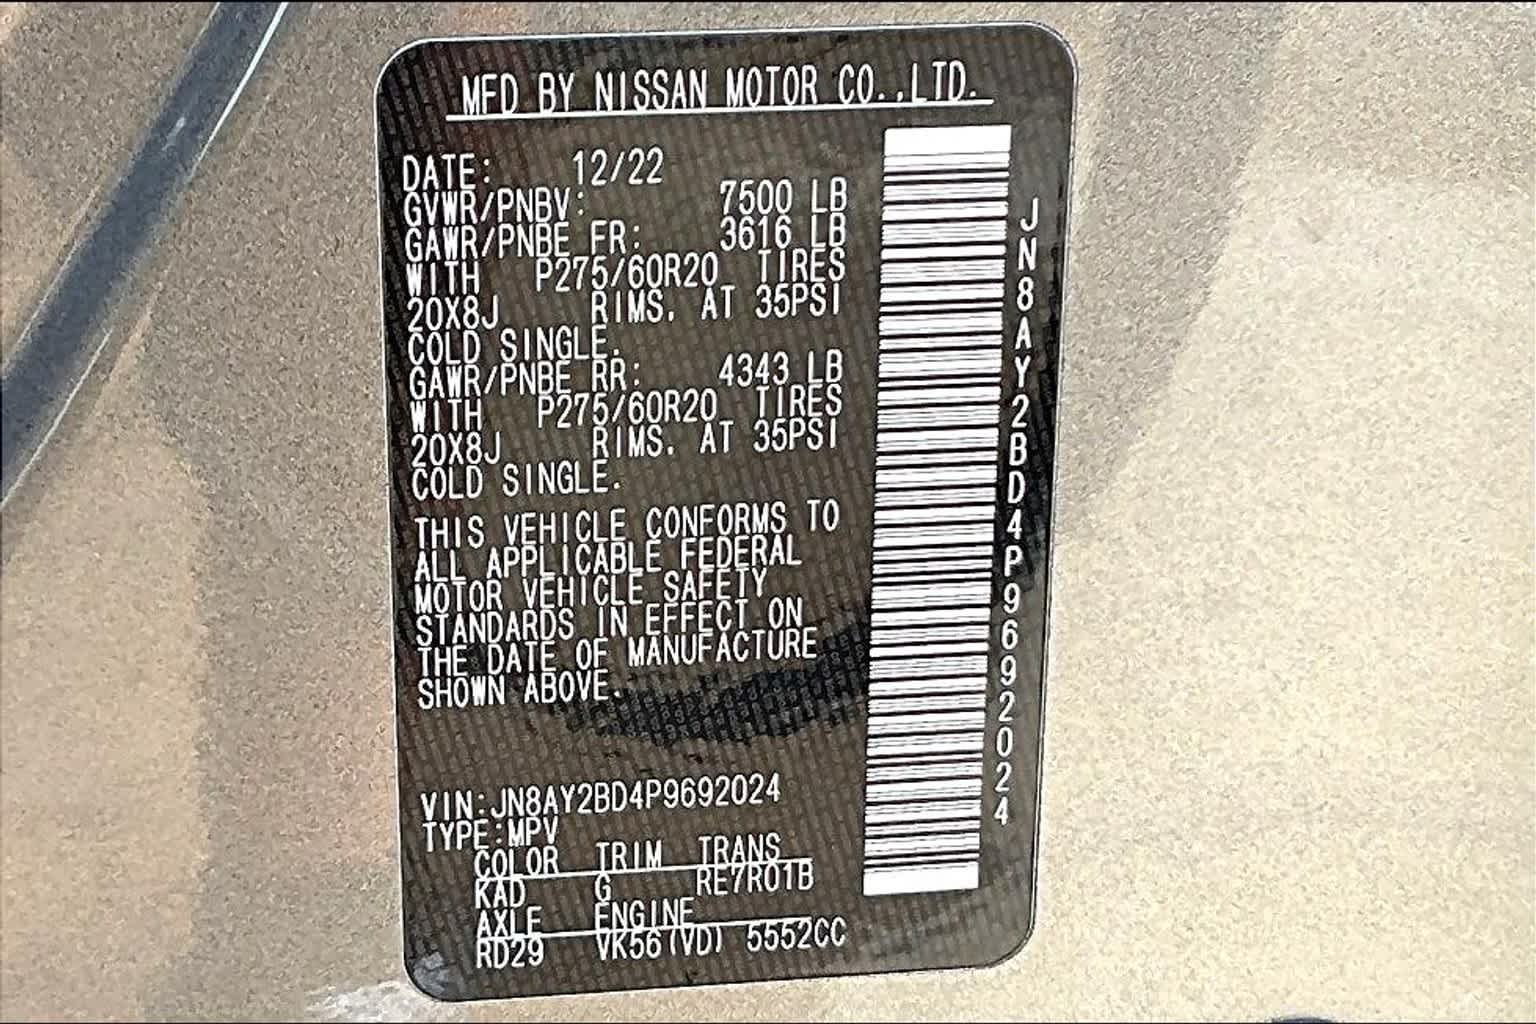 MFD BY NISSAN MOTOR CO.,LTD.
DATE: 12/22
GVWR/PNBV: 7500 LB
GAWR/PNBE FR: 3616 LB
WITH P275/60R20 TIRES
20X8J RIMS. AT 35PSI
COLD SINGLE.
GAWR/PNBE RR: 4343 LB
WITH P275/60R20 TIRES
20X8J RIMS. AT 35PSI
COLD SINGLE.
THIS VEHICLE CONFORMS TO
ALL APPLICABLE FEDERAL
MOTOR VEHICLE SAFETY
STANDARDS IN EFFECT ON
THE DATE OF MANUFACTURE
SHOWN ABOVE.
VIN:JN8AY2BD4P9692024
TYPE:MPV
COLOR TRIM TRANS
KAD G RE7R01B
AXLE ENGINE
RD29 VK56(VD) 5552CC
JN8AY2BD4P9692024